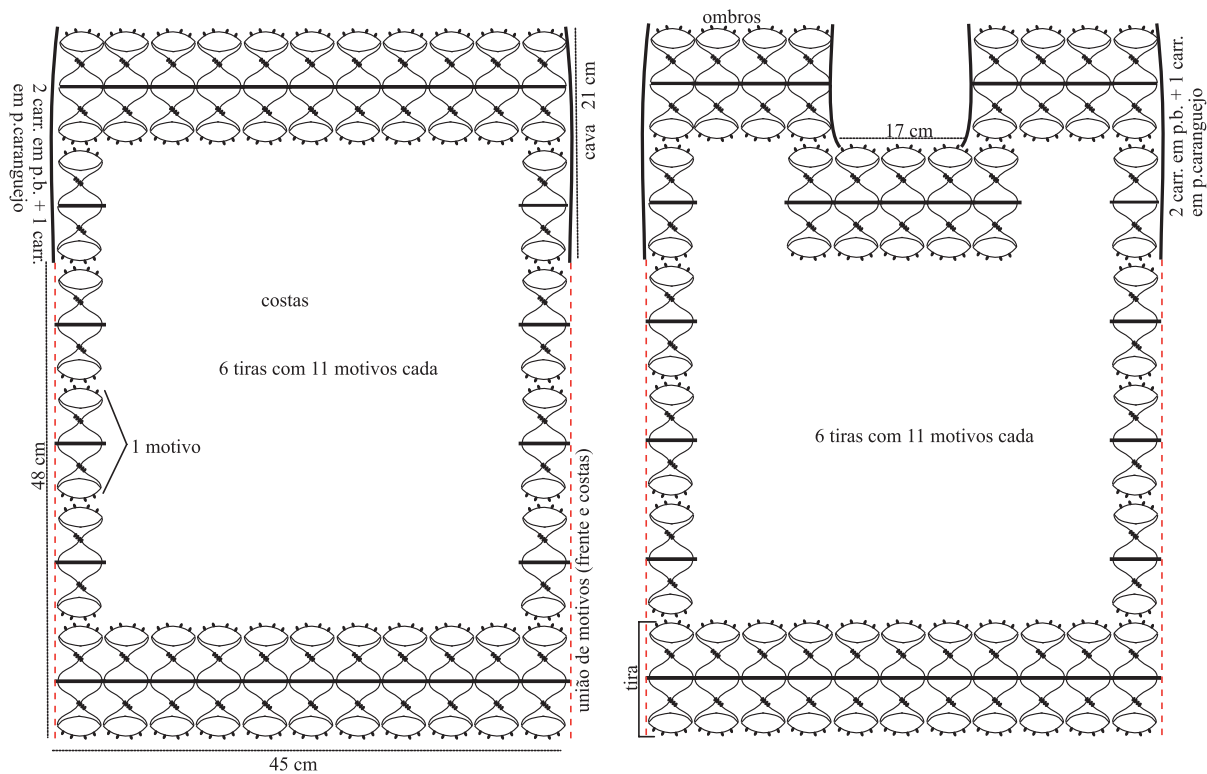 2 carr. em p.b. + 1 carr.
em p.caranguejo
21 cm
cava
costas
6 tiras com 11 motivos cada
1 motivo
48 cm
união de motivos (frente e costas)
45 cm
ombros
17 cm
2 carr. em p.b. + 1 carr.
em p.caranguejo
6 tiras com 11 motivos cada
tira